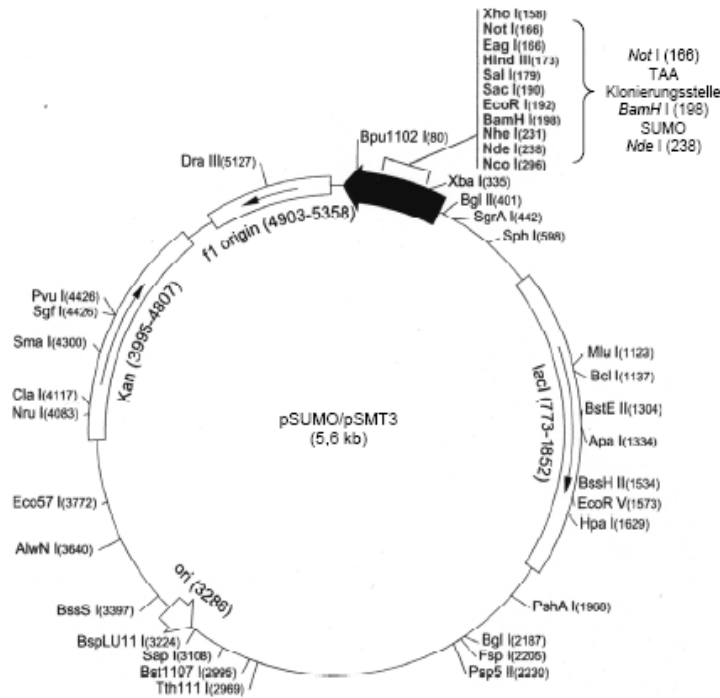 Xho I(158)
Not I(166)
Eag I(166)
Hind III(173)
Sal I(179)
Sac I(190)
EcoR I(192)
BamH I(198)
Nhe I(231)
Nde I(238)
Nco I(296)
Not I (166)
TAA
Klonierungsstelle
BamH I (198)
SUMO
Nde I (238)
Bpu1102 I(80)
Dra III(5127)
Xba I(335)
Bgl II(401)
SgrA I(442)
Sph I(598)
f1 origin (4903-5358)
Pvu I(4426)
Sgf I(4426)
Sma I(4300)
Kan (3995-4807)
Cla I(4117)
Nru I(4083)
pSUMO/pSMT3
(5,6 kb)
lacI (773-1852)
Mlu I(1123)
Bcl I(1137)
BstE II(1304)
Apa I(1334)
BssH II(1534)
EcoR V(1573)
Hpa I(1629)
Eco57 I(3772)
AlwN I(3640)
ori (3286)
BssS I(3397)
BspLU11 I(3224)
Sap I(3108)
Bst1107 I(2995)
Tth111 I(2969)
PshA I(1900)
Bgl I(2187)
Fsp I(2205)
Psp5 II(2230)